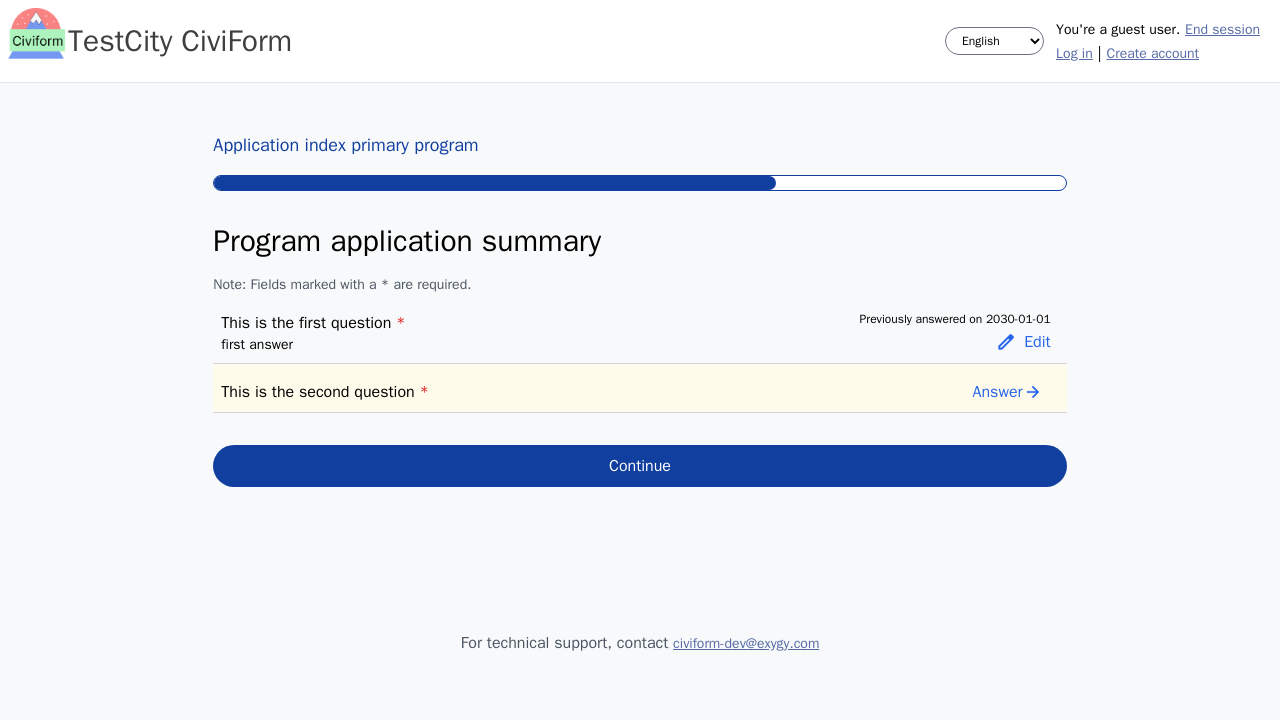 Civiform
TestCity CiviForm
English
You're a guest user. End session
Log in | Create account
Application index primary program
Program application summary
Note: Fields marked with a * are required.
This is the first question *
first answer
Previously answered on 2030-01-01
Edit
This is the second question *
Answer
Continue
For technical support, contact civiform-dev@exygy.com